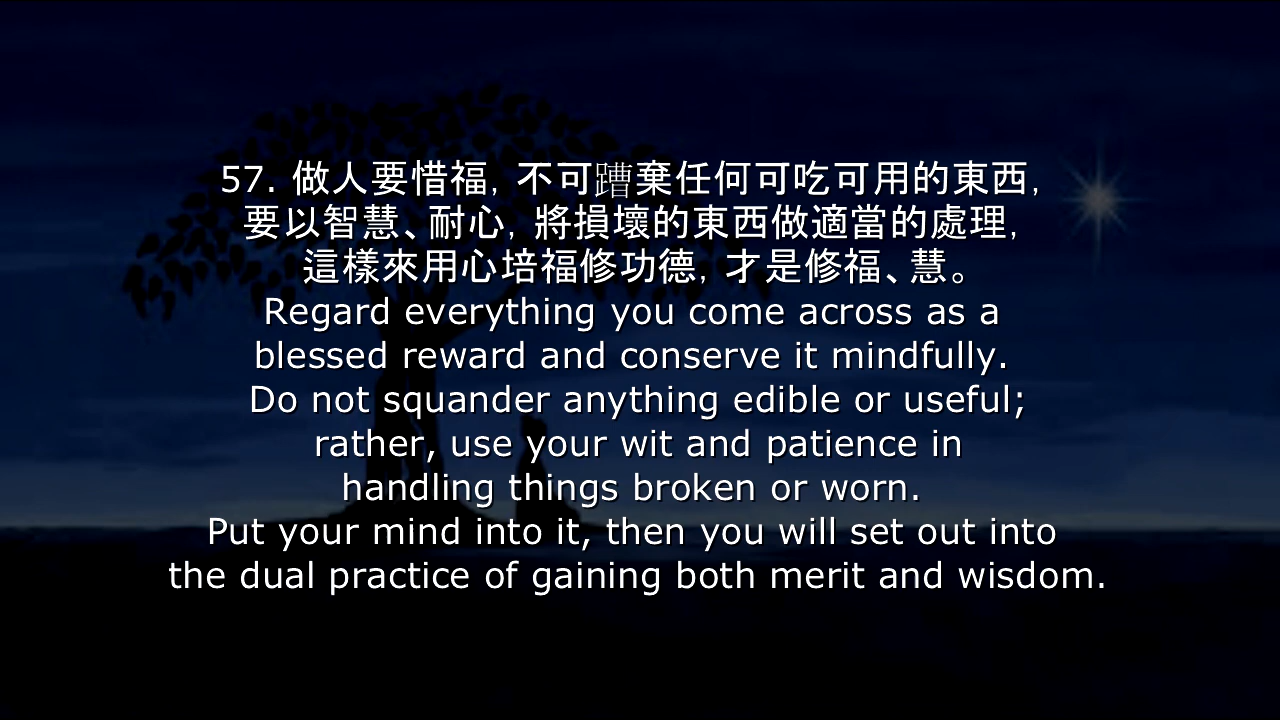 57. 做人要惜福, 不可蹧棄任何可吃可用的東西,
要以智慧、耐心, 將損壞的東西做適當的處理,
這樣來用心培福修功德, 才是修福、慧。
Regard everything you come across as a
blessed reward and conserve it mindfully.
Do not squander anything edible or useful;
rather, use your wit and patience in
handling things broken or worn.
Put your mind into it, then you will set out into
the dual practice of gaining both merit and wisdom.